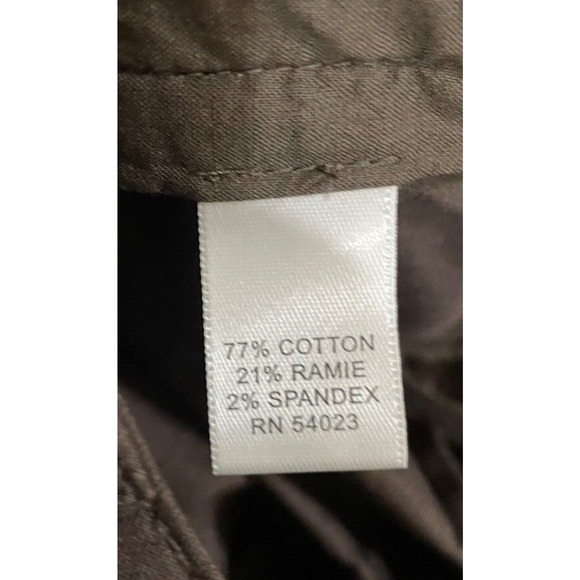 77% COTTON
21% RAMIE
2% SPANDEX
RN 54023